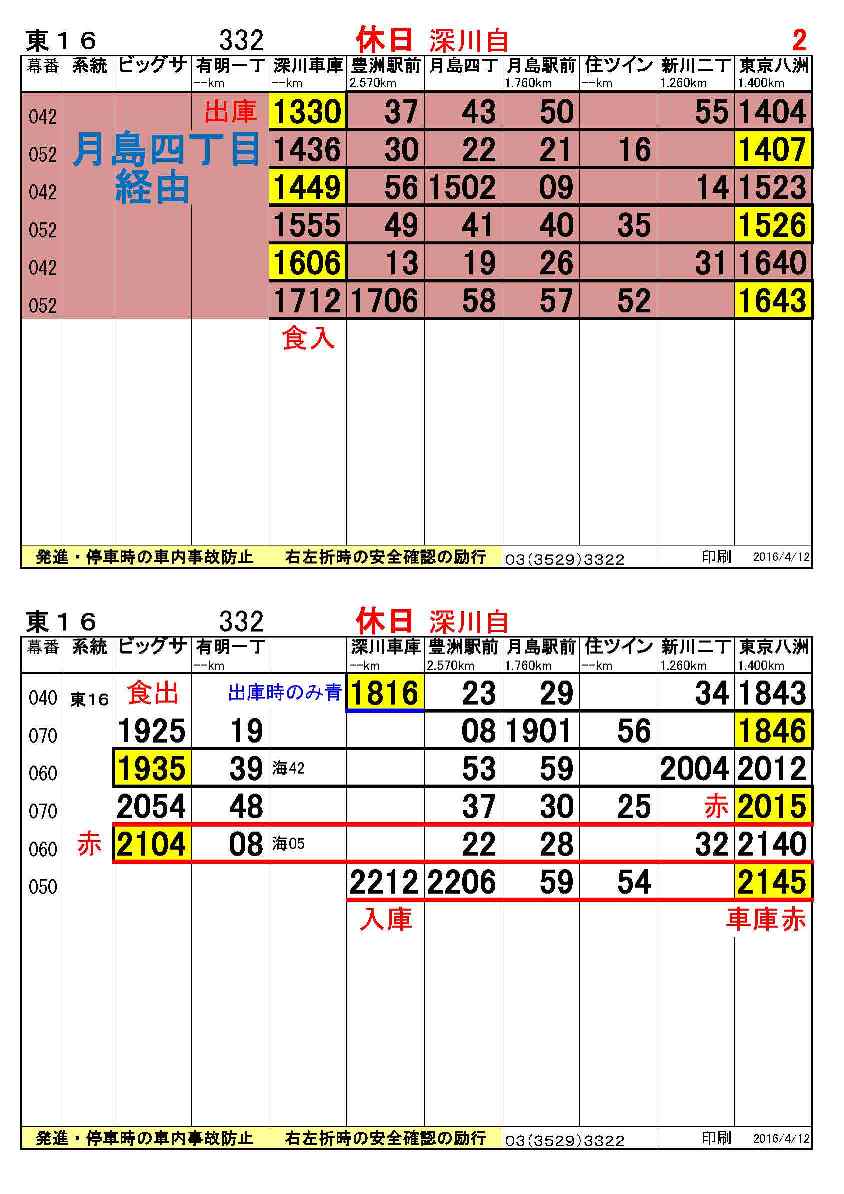 東16 332 休日 深川自 2
幕番 系統 ビッグサ 有明一丁 深川車庫 豊洲駅前 月島四丁 月島駅前 住ツイン 新川二丁 東京八洲
--km --km 2.570km 1.760km --km 1.260km 1.400km
042 出庫 1330 37 43 50 55 1404
052 月島四丁目 1436 30 22 21 16 1407
042 経由 1449 56 1502 09 14 1523
052 1555 49 41 40 35 1526
042 1606 13 19 26 31 1640
052 1712 1706 58 57 52 1643
食入
発進・停車時の車内事故防止 右左折時の安全確認の励行 03(3529)3322 印刷 2016/4/12
東16 332 休日 深川自
幕番 系統 ビッグサ 有明一丁 深川車庫 豊洲駅前 月島駅前 住ツイン 新川二丁 東京八洲
--km --km 2.570km 1.760km --km 1.260km 1.400km
040 東16 食出 出庫時のみ青 1816 23 29 34 1843
070 1925 19 08 1901 56 1846
060 1935 39 海42 53 59 2004 2012
070 2054 48 37 30 25 赤 2015
060 赤 2104 08 海05 22 28 32 2140
050 2212 2206 59 54 2145
入庫 車庫赤
発進・停車時の車内事故防止 右左折時の安全確認の励行 03(3529)3322 印刷 2016/4/12